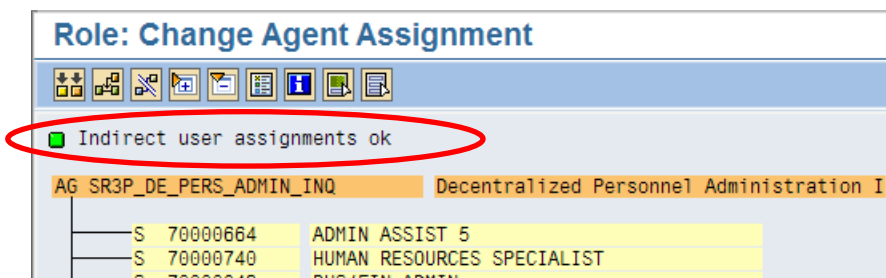 Role: Change Agent Assignment
Indirect user assignments ok
AG SR3P_DE_PERS_ADMIN_INQ Decentralized Personnel Administration I
S 70000664 ADMIN ASSIST 5
S 70000740 HUMAN RESOURCES SPECIALIST
S